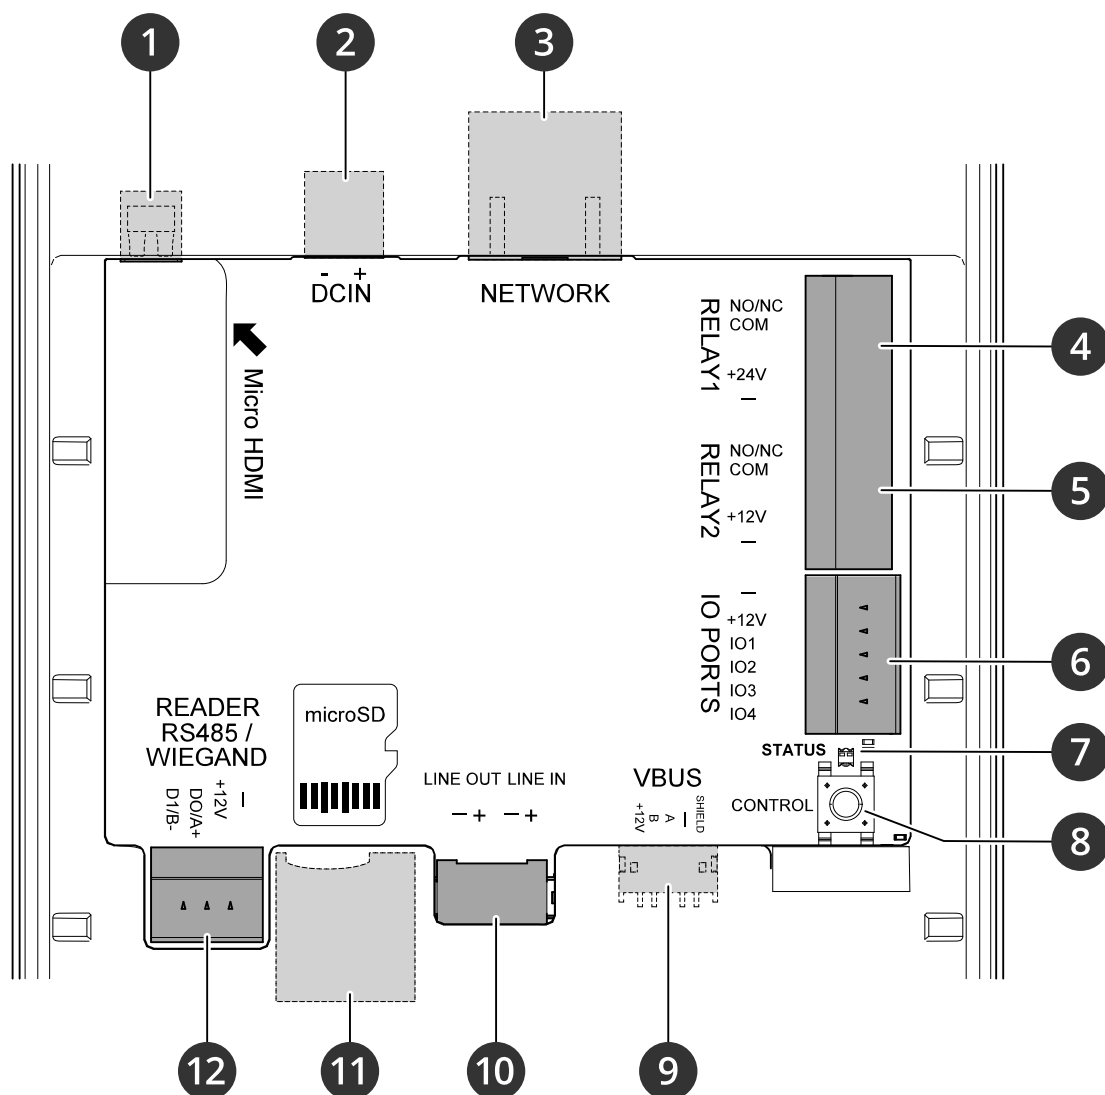 1
2
3
- +
DCIN
NETWORK
Micro HDMI
RELAY1
NO/NC
COM
+24V
—
4
RELAY2
NO/NC
COM
+12V
—
5
IO PORTS
—
+12V
IO1
IO2
IO3
IO4
6
STATUS
7
CONTROL
8
READER
RS485 /
WIEGAND
D1/B-
DO/A+
+12V
—
microSD
LINE OUT LINE IN
— + — +
VBUS
+12V
B
A
—
SHIELD
12
11
10
9